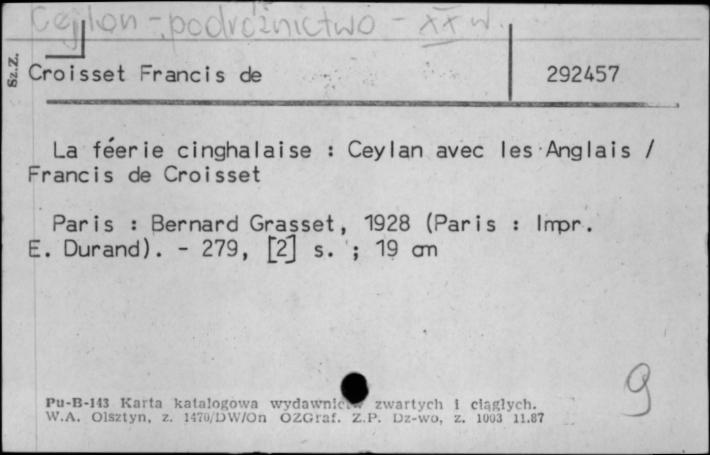 Cejlon - podróżnictwo - XX w.
Sz.Z.
Croisset Francis de
292457
La féerie cinghalaise : Ceylan avec les Anglais /
Francis de Croisset
Paris : Bernard Grasset, 1928 (Paris : Impr.
E. Durand). - 279, [2] s. ; 19 cm
9
Pu-B-143 Karta katalogowa wydawnictw zwartych i ciągłych.
W.A. Olsztyn, z. 1470/DW/On OZGraf. Z.P. Dz-wo, z. 1003 11.87